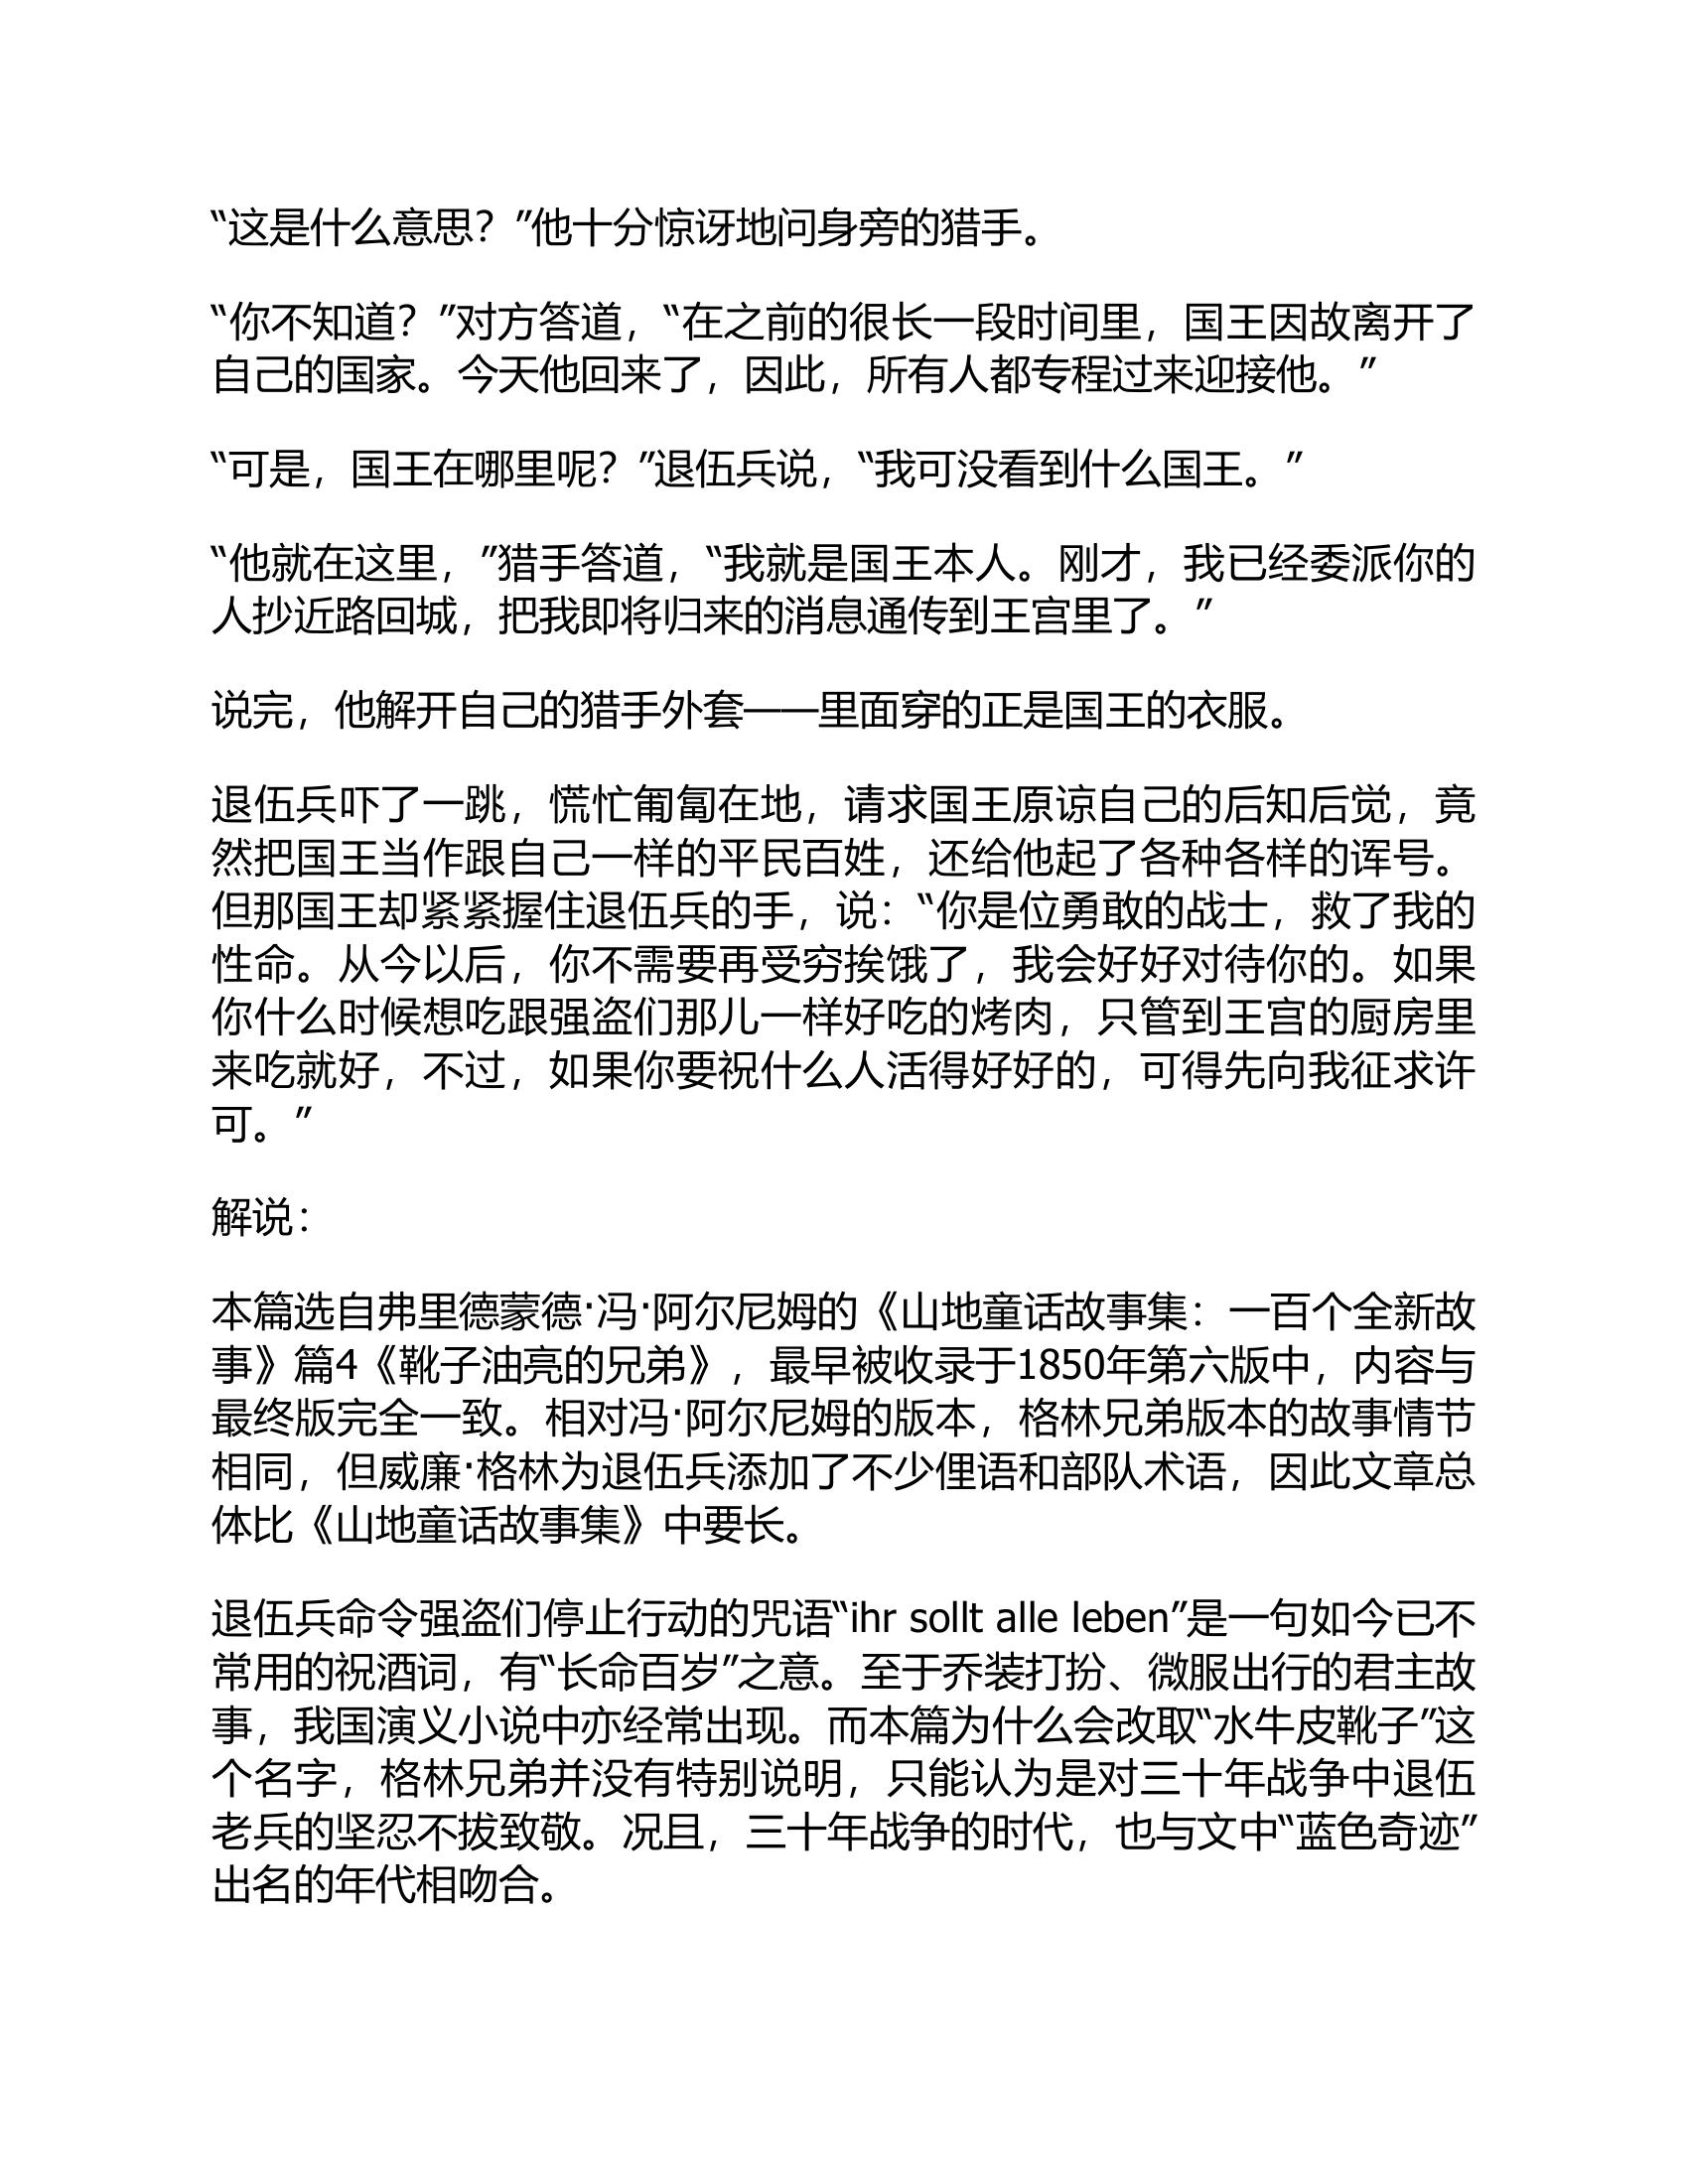 “这是什么意思？”他十分惊讶地问身旁的猎手。
“你不知道？”对方答道，“在之前的很长一段时间里，国王因故离开了
自己的国家。今天他回来了，因此，所有人都专程过来迎接他。”
“可是，国王在哪里呢？”退伍兵说，“我可没看到什么国王。”
“他就在这里，”猎手答道，“我就是国王本人。刚才，我已经委派你的
人抄近路回城，把我即将归来的消息通传到王宫里了。”
说完，他解开自己的猎手外套——里面穿的正是国王的衣服。
退伍兵吓了一跳，慌忙匍匐在地，请求国王原谅自己的后知后觉，竟
然把国王当作跟自己一样的平民百姓，还给他起了各种各样的诨号。
但那国王却紧紧握住退伍兵的手，说：“你是位勇敢的战士，救了我的
性命。从今以后，你不需要再受穷挨饿了，我会好好对待你的。如果
你什么时候想吃跟强盗们那儿一样好吃的烤肉，只管到王宫的厨房里
来吃就好，不过，如果你要祝什么人活得好好的，可得先向我征求许
可。”
解说：
本篇选自弗里德蒙德·冯·阿尔尼姆的《山地童话故事集：一百个全新故
事》篇4《靴子油亮的兄弟》，最早被收录于1850年第六版中，内容与
最终版完全一致。相对冯·阿尔尼姆的版本，格林兄弟版本的故事情节
相同，但威廉·格林为退伍兵添加了不少俚语和部队术语，因此文章总
体比《山地童话故事集》中要长。
退伍兵命令强盗们停止行动的咒语“ihr sollt alle leben”是一句如今已不
常用的祝酒词，有“长命百岁”之意。至于乔装打扮、微服出行的君主故
事，我国演义小说中亦经常出现。而本篇为什么会改取“水牛皮靴子”这
个名字，格林兄弟并没有特别说明，只能认为是对三十年战争中退伍
老兵的坚忍不拔致敬。况且，三十年战争的时代，也与文中“蓝色奇迹”
出名的年代相吻合。